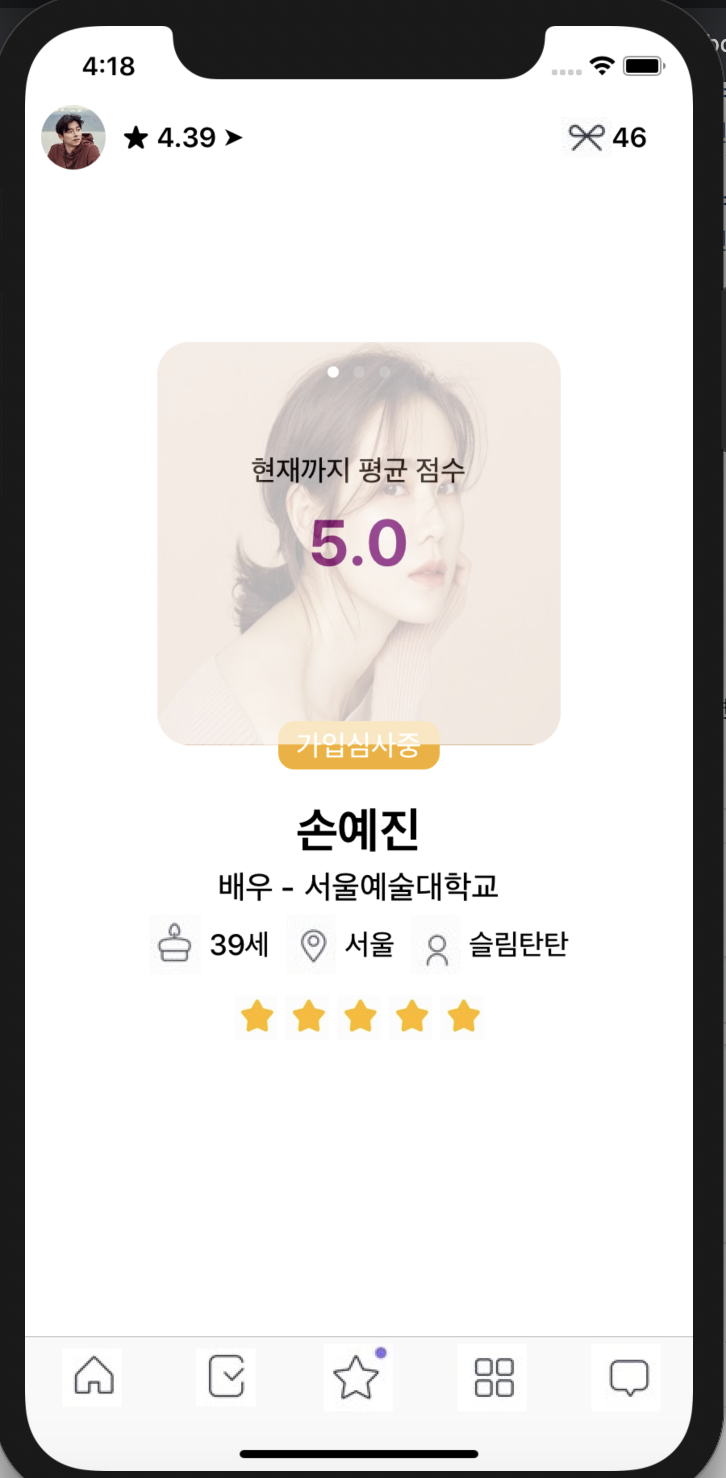 4:18
★ 4.39 ➤
46
현재까지 평균 점수
5.0
가입심사중
손예진
배우 - 서울예술대학교
39세 서울 슬림탄탄